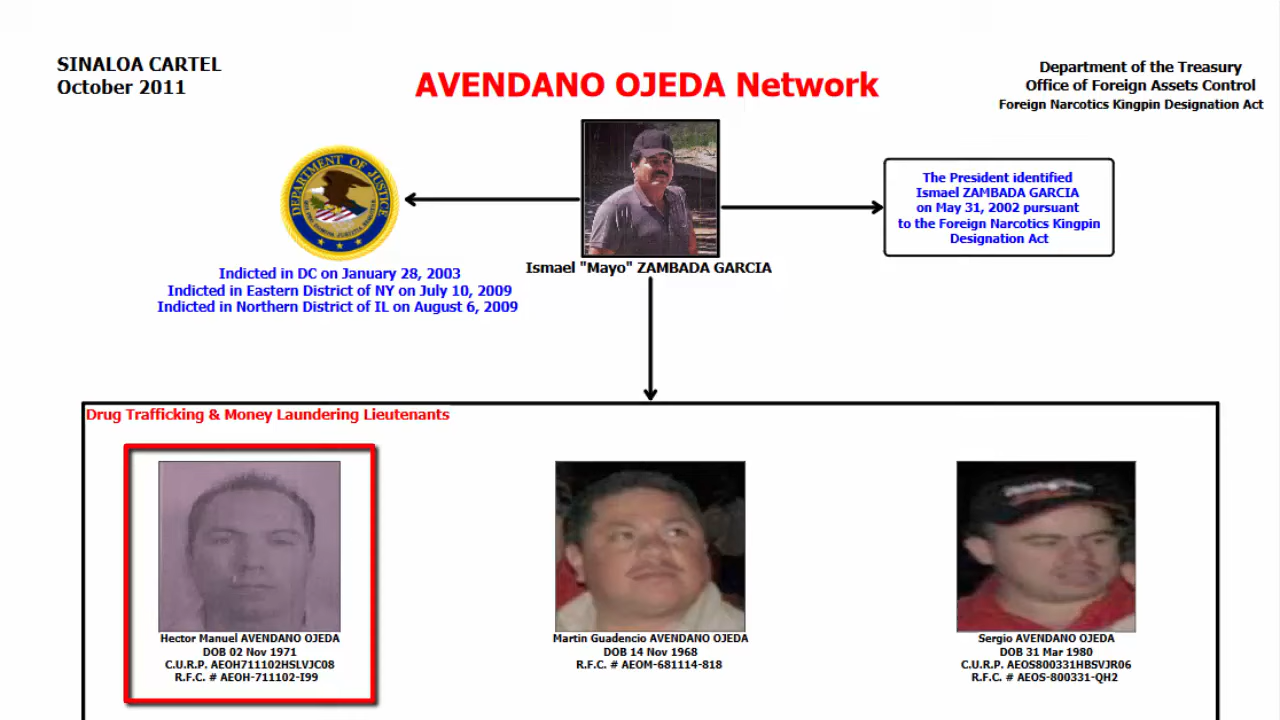 SINALOA CARTEL
October 2011
AVENDANO OJEDA Network
Department of the Treasury
Office of Foreign Assets Control
Foreign Narcotics Kingpin Designation Act
DEPARTMENT OF JUSTICE
Indicted in DC on January 28, 2003
Indicted in Eastern District of NY on July 10, 2009
Indicted in Northern District of IL on August 6, 2009
Ismael "Mayo" ZAMBADA GARCIA
The President identified
Ismael ZAMBADA GARCIA
on May 31, 2002 pursuant
to the Foreign Narcotics Kingpin
Designation Act
Drug Trafficking & Money Laundering Lieutenants
Hector Manuel AVENDANO OJEDA
DOB 02 Nov 1971
C.U.R.P. AEOH711102HSLVJC08
R.F.C. # AEOH-711102-I99
Martin Guadencio AVENDANO OJEDA
DOB 14 Nov 1968
R.F.C. # AEOM-681114-818
Sergio AVENDANO OJEDA
DOB 31 Mar 1980
C.U.R.P. AEOS800331HBSVJR06
R.F.C. # AEOS-800331-QH2